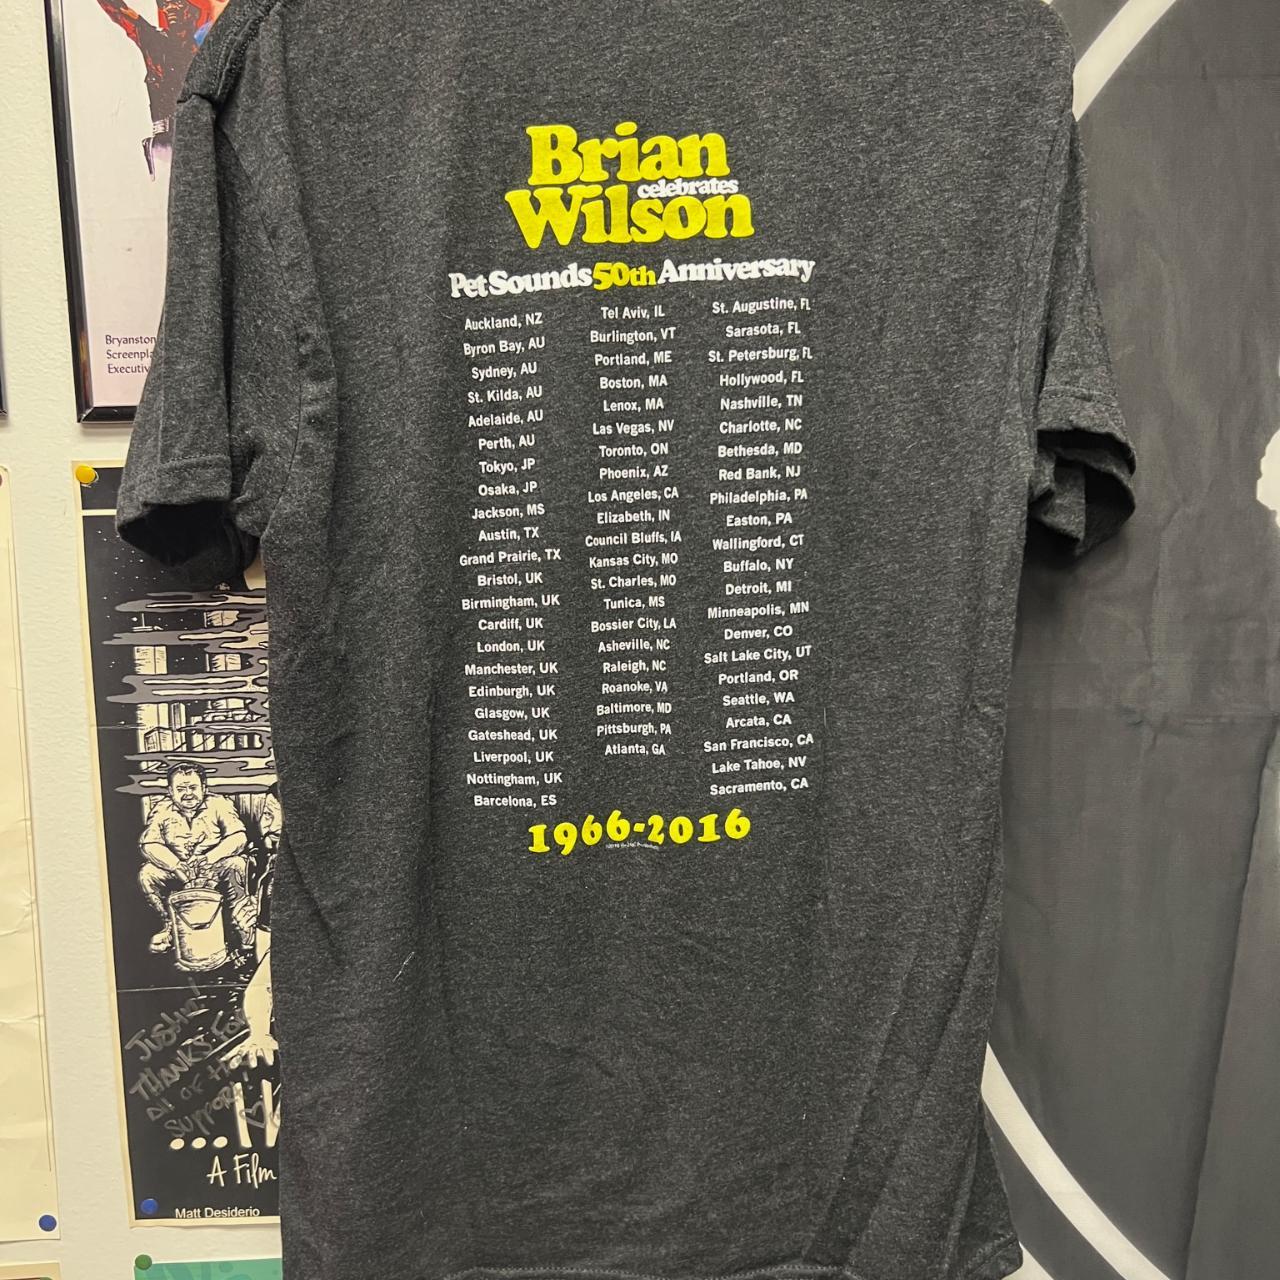 Brian
celebrates
Wilson
Pet Sounds 50th Anniversary
Auckland, NZ
Byron Bay, AU
Sydney, AU
St. Kilda, AU
Adelaide, AU
Perth, AU
Tokyo, JP
Osaka, JP
Jackson, MS
Austin, TX
Grand Prairie, TX
Bristol, UK
Birmingham, UK
Cardiff, UK
London, UK
Manchester, UK
Edinburgh, UK
Glasgow, UK
Gateshead, UK
Liverpool, UK
Nottingham, UK
Barcelona, ES
Tel Aviv, IL
Burlington, VT
Portland, ME
Boston, MA
Lenox, MA
Las Vegas, NV
Toronto, ON
Phoenix, AZ
Los Angeles, CA
Elizabeth, IN
Council Bluffs, IA
Kansas City, MO
St. Charles, MO
Tunica, MS
Bossier City, LA
Asheville, NC
Raleigh, NC
Roanoke, VA
Baltimore, MD
Pittsburgh, PA
Atlanta, GA
St. Augustine, FL
Sarasota, FL
St. Petersburg, FL
Hollywood, FL
Nashville, TN
Charlotte, NC
Bethesda, MD
Red Bank, NJ
Philadelphia, PA
Easton, PA
Wallingford, CT
Buffalo, NY
Detroit, MI
Minneapolis, MN
Denver, CO
Salt Lake City, UT
Portland, OR
Seattle, WA
Arcata, CA
San Francisco, CA
Lake Tahoe, NV
Sacramento, CA
1966-2016
Bryanston
Screenpla
Executiv
Justin!
THANKS for
All of the
support!
A Film
Matt Desiderio